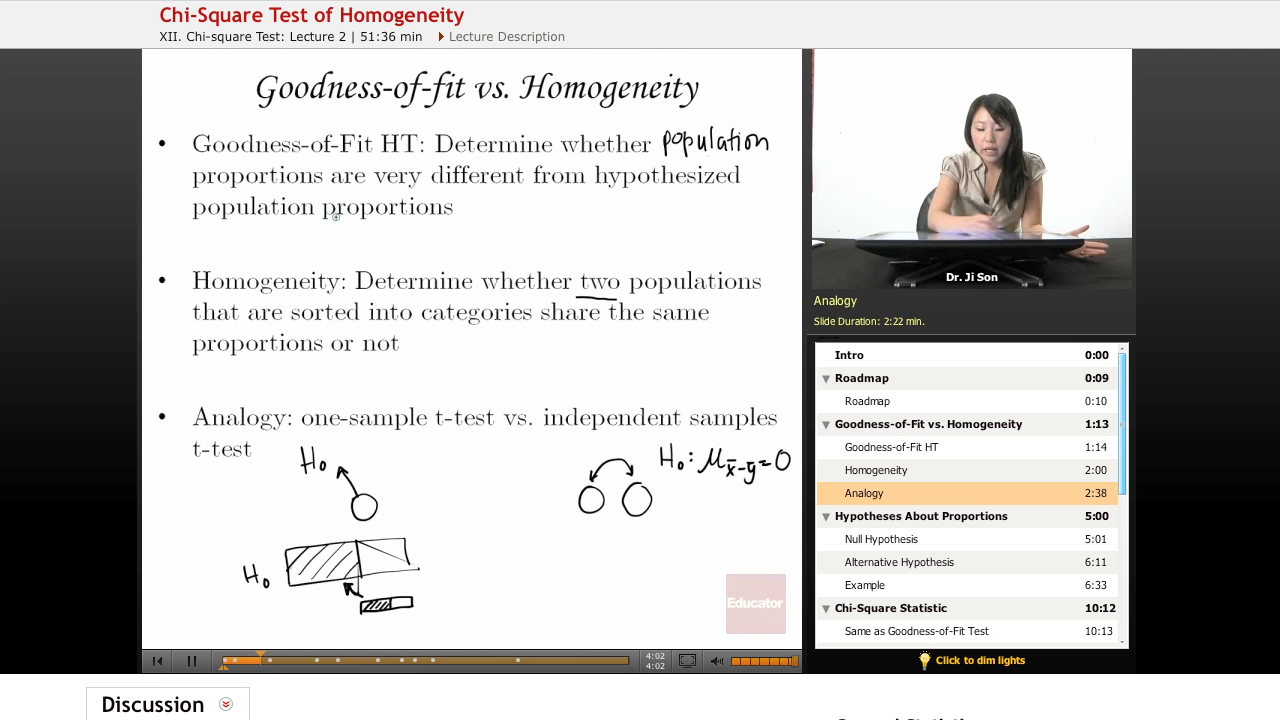 Chi-Square Test of Homogeneity
XII. Chi-square Test: Lecture 2 | 51:36 min Lecture Description
Goodness-of-fit vs. Homogeneity
• Goodness-of-Fit HT: Determine whether population
proportions are very different from hypothesized
population proportions
• Homogeneity: Determine whether two populations
that are sorted into categories share the same
proportions or not
• Analogy: one-sample t-test vs. independent samples
t-test
H₀
H₀: μx̄-ȳ=0
H₀
Educator
4:02
4:02
Dr. Ji Son
Analogy
Slide Duration: 2:22 min.
Intro 0:00
Roadmap 0:09
Roadmap 0:10
Goodness-of-Fit vs. Homogeneity 1:13
Goodness-of-Fit HT 1:14
Homogeneity 2:00
Analogy 2:38
Hypotheses About Proportions 5:00
Null Hypothesis 5:01
Alternative Hypothesis 6:11
Example 6:33
Chi-Square Statistic 10:12
Same as Goodness-of-Fit Test 10:13
Click to dim lights
Discussion